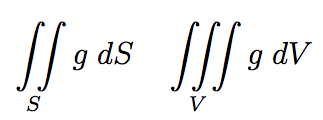 ∬_S g dS ∭_V g dV